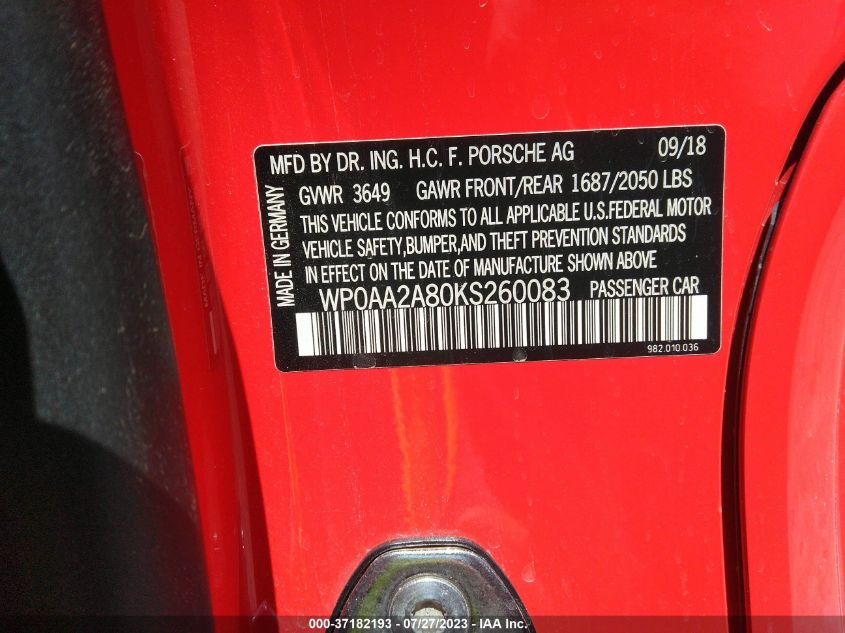 MFD BY DR. ING. H.C. F. PORSCHE AG 09/18
GVWR 3649 GAWR FRONT/REAR 1687/2050 LBS
THIS VEHICLE CONFORMS TO ALL APPLICABLE U.S.FEDERAL MOTOR
VEHICLE SAFETY,BUMPER,AND THEFT PREVENTION STANDARDS
IN EFFECT ON THE DATE OF MANUFACTURE SHOWN ABOVE
WP0AA2A80KS260083 PASSENGER CAR
982.010.036
MADE IN GERMANY
000-37182193 - 07/27/2023 - IAA Inc.